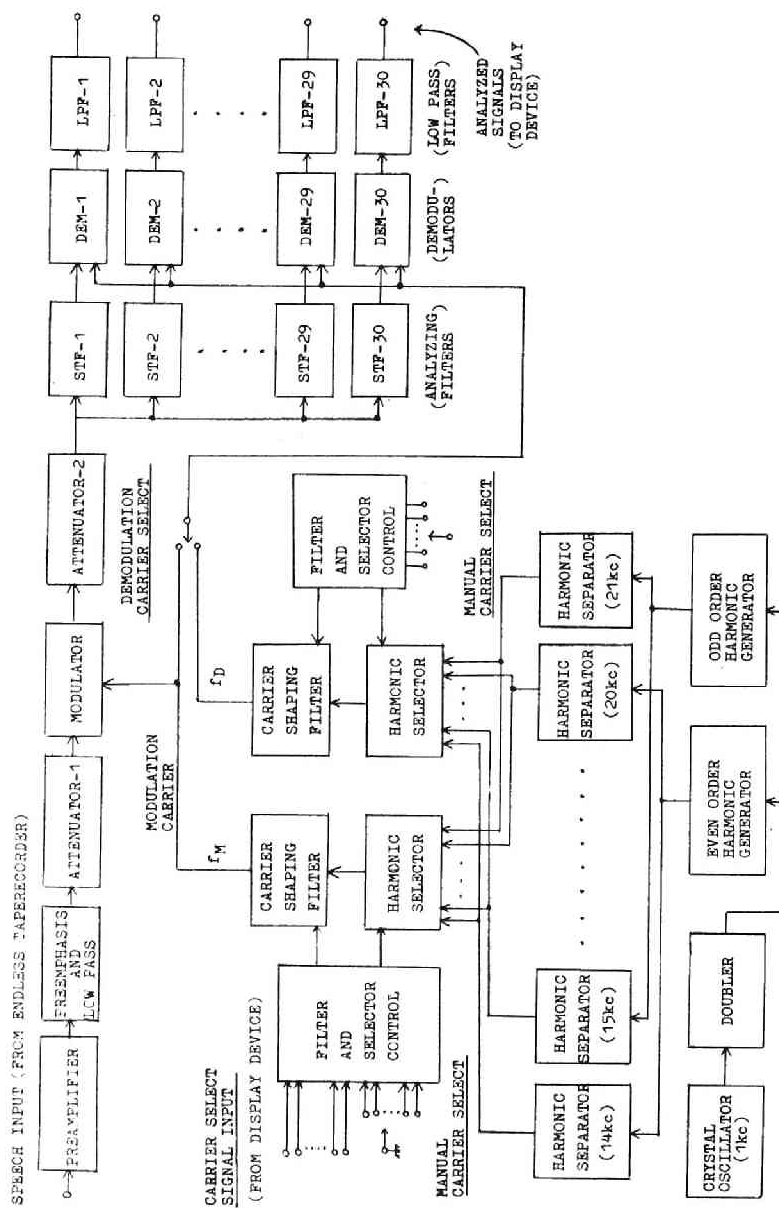 SPEECH INPUT (FROM ENDLESS TAPERECORDER)
PREAMPLIFIER
PREEMPHASIS
AND
LOW PASS
ATTENUATOR-1
MODULATOR
ATTENUATOR-2
STF-1
DEM-1
LPF-1
STF-2
DEM-2
LPF-2
STF-29
DEM-29
LPF-29
STF-30
DEM-30
LPF-30
(ANALYZING
FILTERS)
(DEMODU-
LATORS)
(LOW PASS
FILTERS)
ANALYZED
SIGNALS
(TO DISPLAY
DEVICE)
MODULATION
CARRIER
DEMODULATION
CARRIER SELECT
fM
fD
CARRIER SELECT
SIGNAL INPUT
(FROM DISPLAY DEVICE)
FILTER
AND
SELECTOR
CONTROL
CARRIER
SHAPING
FILTER
HARMONIC
SELECTOR
CARRIER
SHAPING
FILTER
HARMONIC
SELECTOR
FILTER
AND
SELECTOR
CONTROL
MANUAL
CARRIER SELECT
MANUAL
CARRIER SELECT
HARMONIC
SEPARATOR
(14kc)
HARMONIC
SEPARATOR
(15kc)
HARMONIC
SEPARATOR
(20kc)
HARMONIC
SEPARATOR
(21kc)
CRYSTAL
OSCILLATOR
(1kc)
DOUBLER
EVEN ORDER
HARMONIC
GENERATOR
ODD ORDER
HARMONIC
GENERATOR